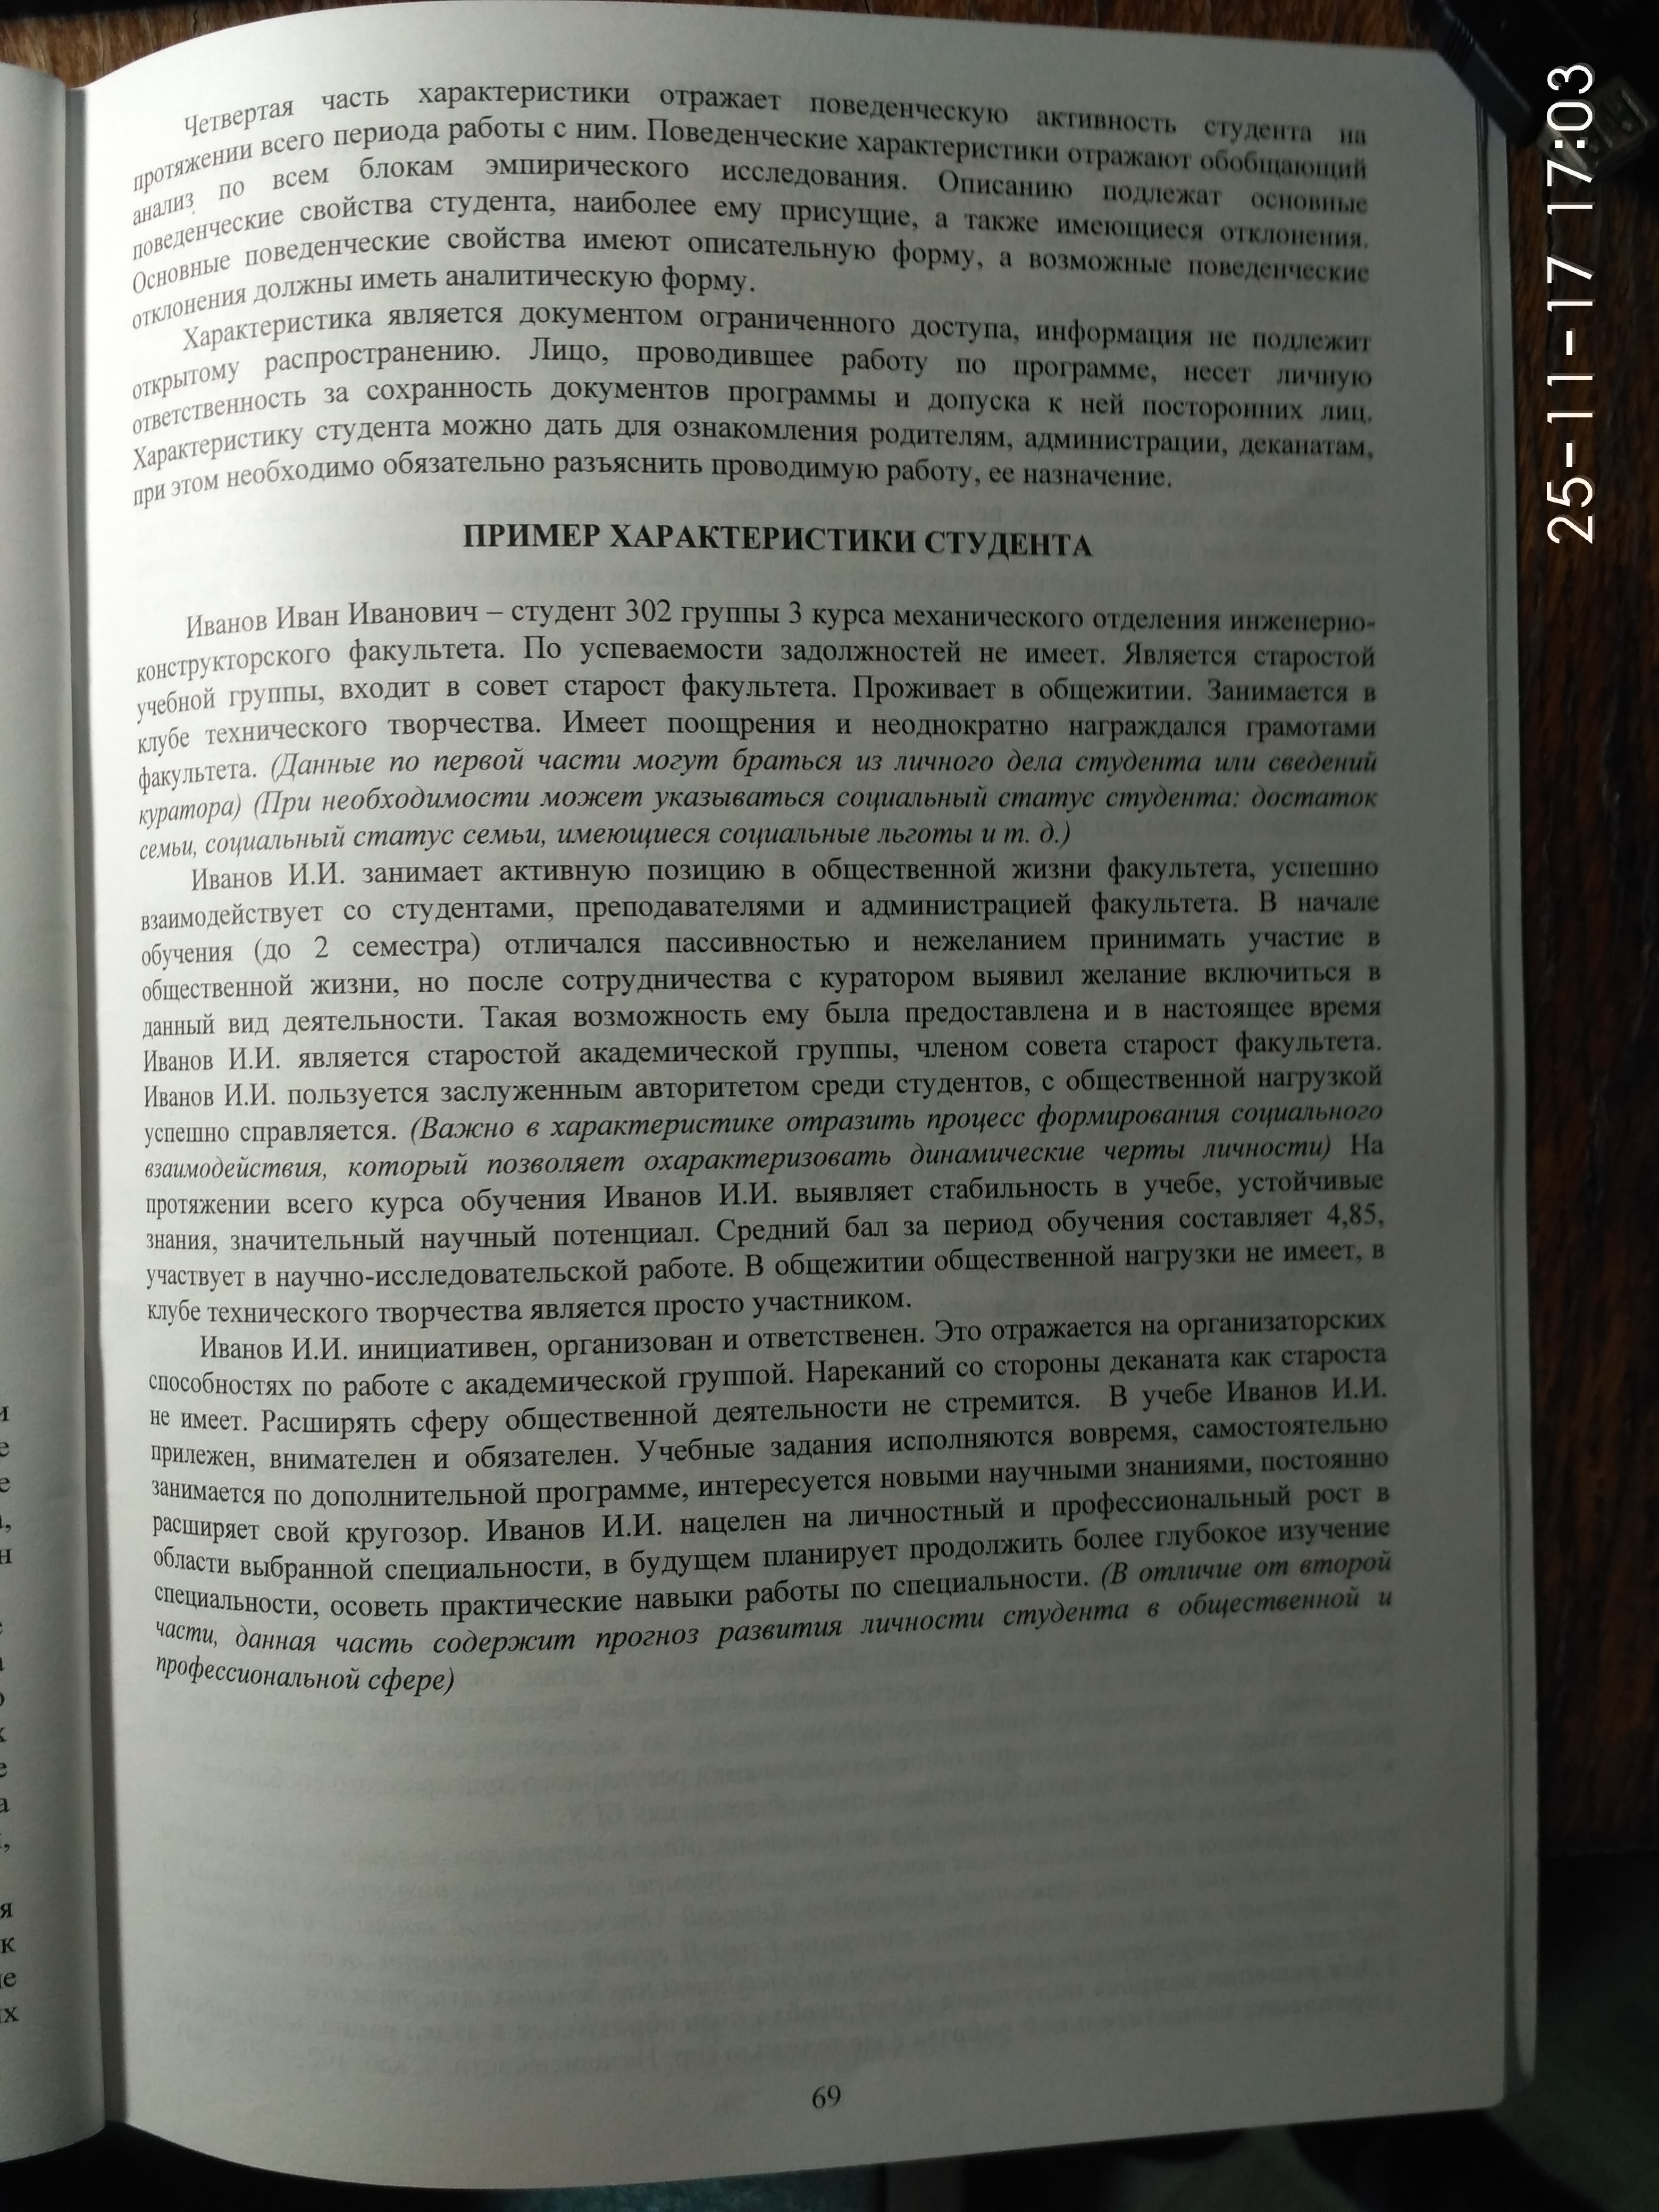 Четвертая часть характеристики отражает поведенческую активность студента на
протяжении всего периода работы с ним. Поведенческие характеристики отражают обобщающий
анализ по всем блокам эмпирического исследования. Описанию подлежат основные
поведенческие свойства студента, наиболее ему присущие, а также имеющиеся отклонения.
Основные поведенческие свойства имеют описательную форму, а возможные поведенческие
отклонения должны иметь аналитическую форму.
Характеристика является документом ограниченного доступа, информация не подлежит
открытому распространению. Лицо, проводившее работу по программе, несет личную
ответственность за сохранность документов программы и допуска к ней посторонних лиц.
Характеристику студента можно дать для ознакомления родителям, администрации, деканатам,
при этом необходимо обязательно разъяснить проводимую работу, ее назначение.
ПРИМЕР ХАРАКТЕРИСТИКИ СТУДЕНТА
Иванов Иван Иванович – студент 302 группы 3 курса механического отделения инженерно-
конструкторского факультета. По успеваемости задолжностей не имеет. Является старостой
учебной группы, входит в совет старост факультета. Проживает в общежитии. Занимается в
клубе технического творчества. Имеет поощрения и неоднократно награждался грамотами
факультета. (Данные по первой части могут браться из личного дела студента или сведений
куратора) (При необходимости может указываться социальный статус студента: достаток
семьи, социальный статус семьи, имеющиеся социальные льготы и т. д.)
Иванов И.И. занимает активную позицию в общественной жизни факультета, успешно
взаимодействует со студентами, преподавателями и администрацией факультета. В начале
обучения (до 2 семестра) отличался пассивностью и нежеланием принимать участие в
общественной жизни, но после сотрудничества с куратором выявил желание включиться в
данный вид деятельности. Такая возможность ему была предоставлена и в настоящее время
Иванов И.И. является старостой академической группы, членом совета старост факультета.
Иванов И.И. пользуется заслуженным авторитетом среди студентов, с общественной нагрузкой
успешно справляется. (Важно в характеристике отразить процесс формирования социального
взаимодействия, который позволяет охарактеризовать динамические черты личности) На
протяжении всего курса обучения Иванов И.И. выявляет стабильность в учебе, устойчивые
знания, значительный научный потенциал. Средний бал за период обучения составляет 4,85,
участвует в научно-исследовательской работе. В общежитии общественной нагрузки не имеет, в
клубе технического творчества является просто участником.
Иванов И.И. инициативен, организован и ответственен. Это отражается на организаторских
способностях по работе с академической группой. Нареканий со стороны деканата как староста
не имеет. Расширять сферу общественной деятельности не стремится. В учебе Иванов И.И.
прилежен, внимателен и обязателен. Учебные задания исполняются вовремя, самостоятельно
занимается по дополнительной программе, интересуется новыми научными знаниями, постоянно
расширяет свой кругозор. Иванов И.И. нацелен на личностный и профессиональный рост в
области выбранной специальности, в будущем планирует продолжить более глубокое изучение
специальности, осоветь практические навыки работы по специальности. (В отличие от второй
части, данная часть содержит прогноз развития личности студента в общественной и
профессиональной сфере)
69
25-11-17 17:03